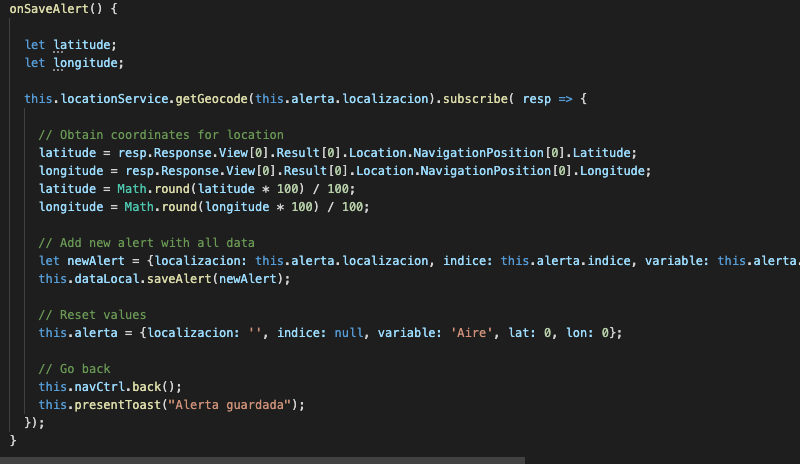 onSaveAlert() {
let latitude;
let longitude;
this.locationService.getGeocode(this.alerta.localizacion).subscribe( resp => {
// Obtain coordinates for location
latitude = resp.Response.View[0].Result[0].Location.NavigationPosition[0].Latitude;
longitude = resp.Response.View[0].Result[0].Location.NavigationPosition[0].Longitude;
latitude = Math.round(latitude * 100) / 100;
longitude = Math.round(longitude * 100) / 100;
// Add new alert with all data
let newAlert = {localizacion: this.alerta.localizacion, indice: this.alerta.indice, variable: this.alerta.
this.dataLocal.saveAlert(newAlert);
// Reset values
this.alerta = {localizacion: '', indice: null, variable: 'Aire', lat: 0, lon: 0};
// Go back
this.navCtrl.back();
this.presentToast("Alerta guardada");
});
}